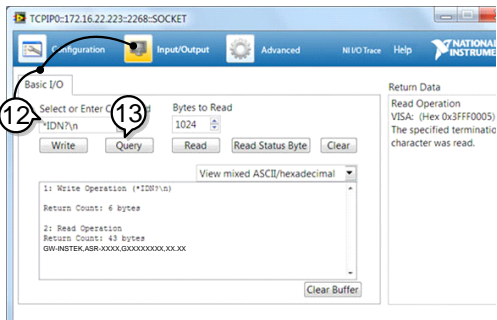 TCPIP0::172.16.22.223::2268::SOCKET
Configuration Input/Output Advanced NI I/O Trace Help NATIONAL
INSTRUME
Basic I/O
Return Data
12 Select or Enter 13 Bytes to Read
*IDN?\n 1024
Write Query Read Read Status Byte Clear
View mixed ASCII/hexadecimal
Read Operation
VISA: (Hex 0x3FFF0005)
The specified terminatio
character was read.
1: Write Operation (*IDN?\n)
Return Count: 6 bytes
2: Read Operation
Return Count: 43 bytes
GW-INSTEK,ASR-XXXX,GXXXXXXXX,XX.XX
Clear Buffer